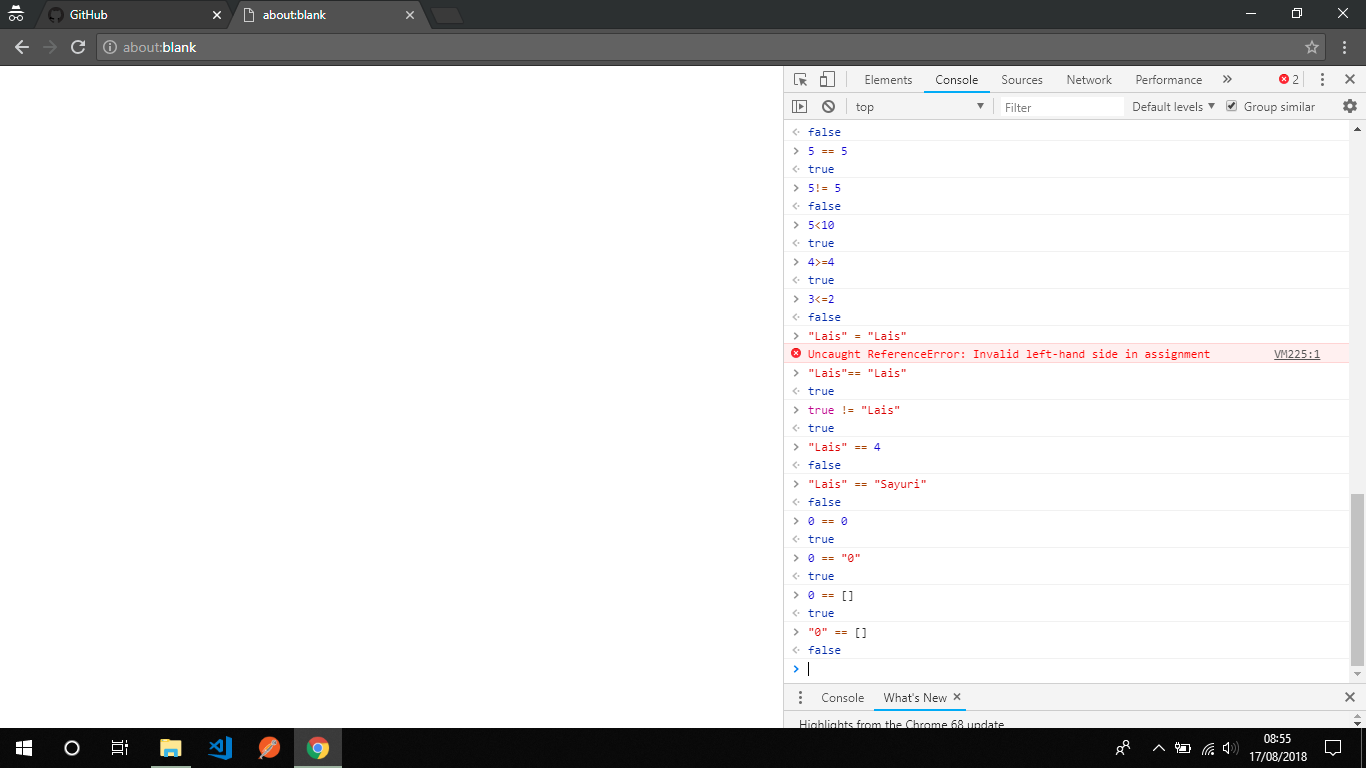 GitHub
about:blank
about:blank
Elements Console Sources Network Performance » 2
top Filter Default levels Group similar
false
5 == 5
true
5!= 5
false
5<10
true
4>=4
true
3<=2
false
"Lais" = "Lais"
Uncaught ReferenceError: Invalid left-hand side in assignment VM225:1
"Lais"== "Lais"
true
true != "Lais"
true
"Lais" == 4
false
"Lais" == "Sayuri"
false
0 == 0
true
0 == "0"
true
0 == []
true
"0" == []
false
Console What's New
Highlights from the Chrome 68 update
08:55
17/08/2018